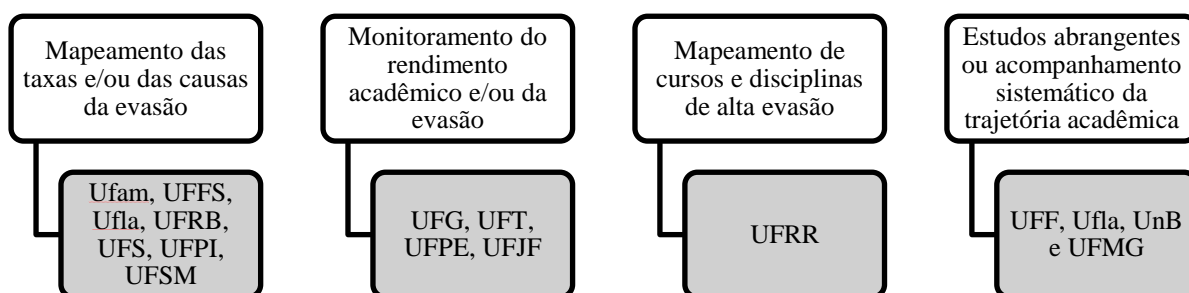 Mapeamento das
taxas e/ou das causas
da evasão
Ufam, UFFS,
Ufla, UFRB,
UFS, UFPI,
UFSM
Monitoramento do
rendimento
acadêmico e/ou da
evasão
UFG, UFT,
UFPE, UFJF
Mapeamento de
cursos e disciplinas
de alta evasão
UFRR
Estudos abrangentes
ou acompanhamento
sistemático da
trajetória acadêmica
UFF, Ufla, UnB
e UFMG